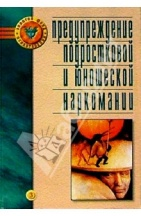 предупреждение
подростковой
и юношеской
наркомании